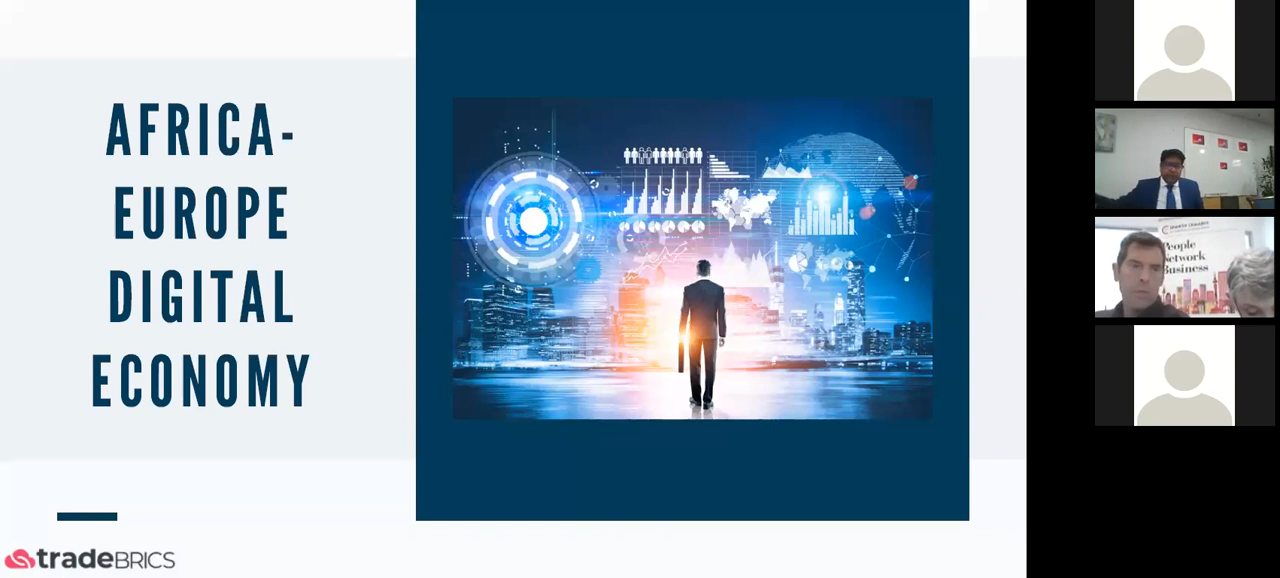 AFRICA-
EUROPE
DIGITAL
ECONOMY
tradeBRICS
People
Network
Business